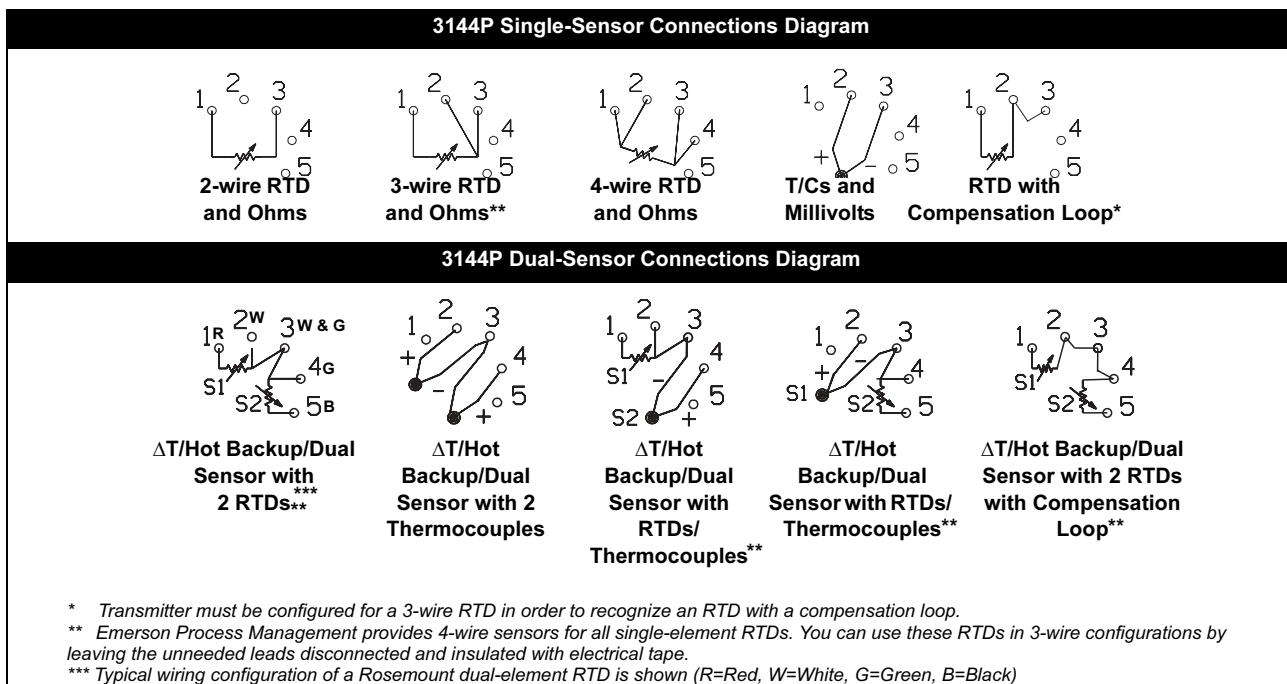 3144P Single-Sensor Connections Diagram
1 2 3 4 5
1 2 3 4 5
1 2 3 4 5
1 2 3 4 5 + -
1 2 3 4 5
2-wire RTD
and Ohms
3-wire RTD
and Ohms**
4-wire RTD
and Ohms
T/Cs and
Millivolts
RTD with
Compensation Loop*
3144P Dual-Sensor Connections Diagram
1R 2W 3W & G 4G 5B S1 S2
1 2 3 4 5 + - +
1 2 3 4 5 S1 - S2 +
1 2 3 4 5 + - S1 S2
1 2 3 4 5 S1 S2
ΔT/Hot Backup/Dual
Sensor with
2 RTDs*****
ΔT/Hot
Backup/Dual
Sensor with 2
Thermocouples
ΔT/Hot
Backup/Dual
Sensor with
RTDs/
Thermocouples**
ΔT/Hot
Backup/Dual
Sensor with RTDs/
Thermocouples**
ΔT/Hot Backup/Dual
Sensor with 2 RTDs
with Compensation
Loop**
* Transmitter must be configured for a 3-wire RTD in order to recognize an RTD with a compensation loop.
** Emerson Process Management provides 4-wire sensors for all single-element RTDs. You can use these RTDs in 3-wire configurations by
leaving the unneeded leads disconnected and insulated with electrical tape.
*** Typical wiring configuration of a Rosemount dual-element RTD is shown (R=Red, W=White, G=Green, B=Black)